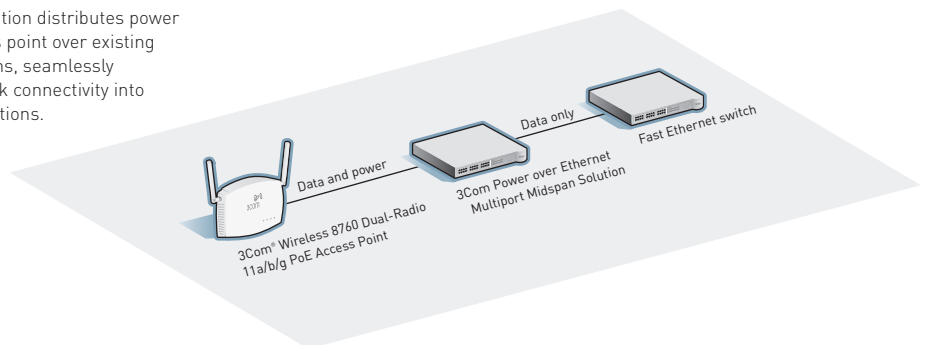 tion distributes power
point over existing
ns, seamlessly
k connectivity into
tions.
Data only
Fast Ethernet switch
Data and power
3Com Power over Ethernet
Multiport Midspan Solution
3Com
3Com® Wireless 8760 Dual-Radio
11a/b/g PoE Access Point